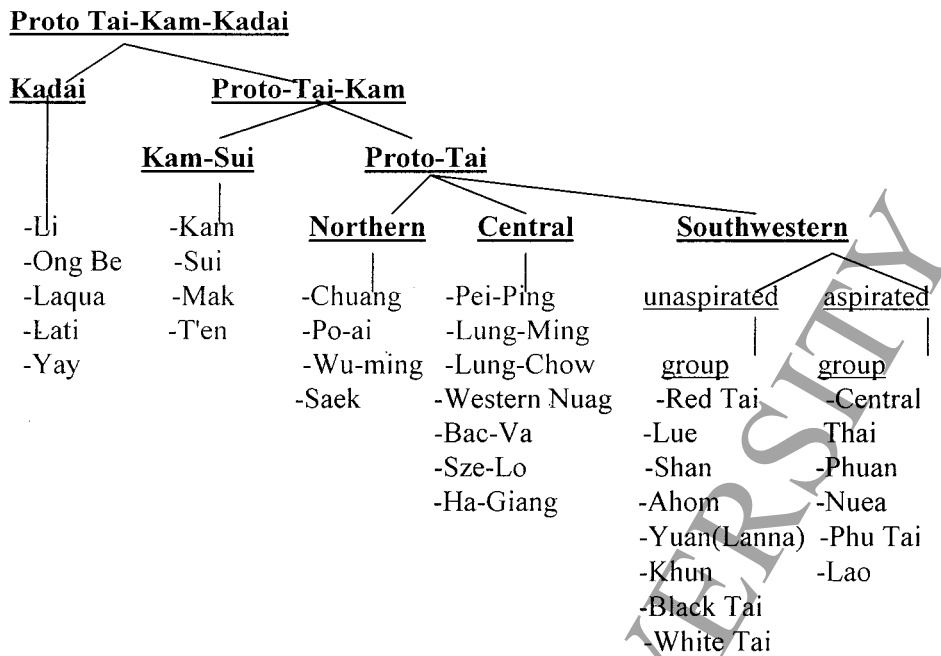 Proto Tai-Kam-Kadai
Kadai
Proto-Tai-Kam
Kam-Sui
Proto-Tai
-Li
-Ong Be
-Laqua
-Lati
-Yay
-Kam
-Sui
-Mak
-T'en
Northern
-Chuang
-Po-ai
-Wu-ming
-Saek
Central
-Pei-Ping
-Lung-Ming
-Lung-Chow
-Western Nuag
-Bac-Va
-Sze-Lo
-Ha-Giang
Southwestern
unaspirated
group
-Red Tai
-Lue
-Shan
-Ahom
-Yuan(Lanna)
-Khun
-Black Tai
-White Tai
aspirated
group
-Central
Thai
-Phuan
-Nuea
-Phu Tai
-Lao
VERSITY